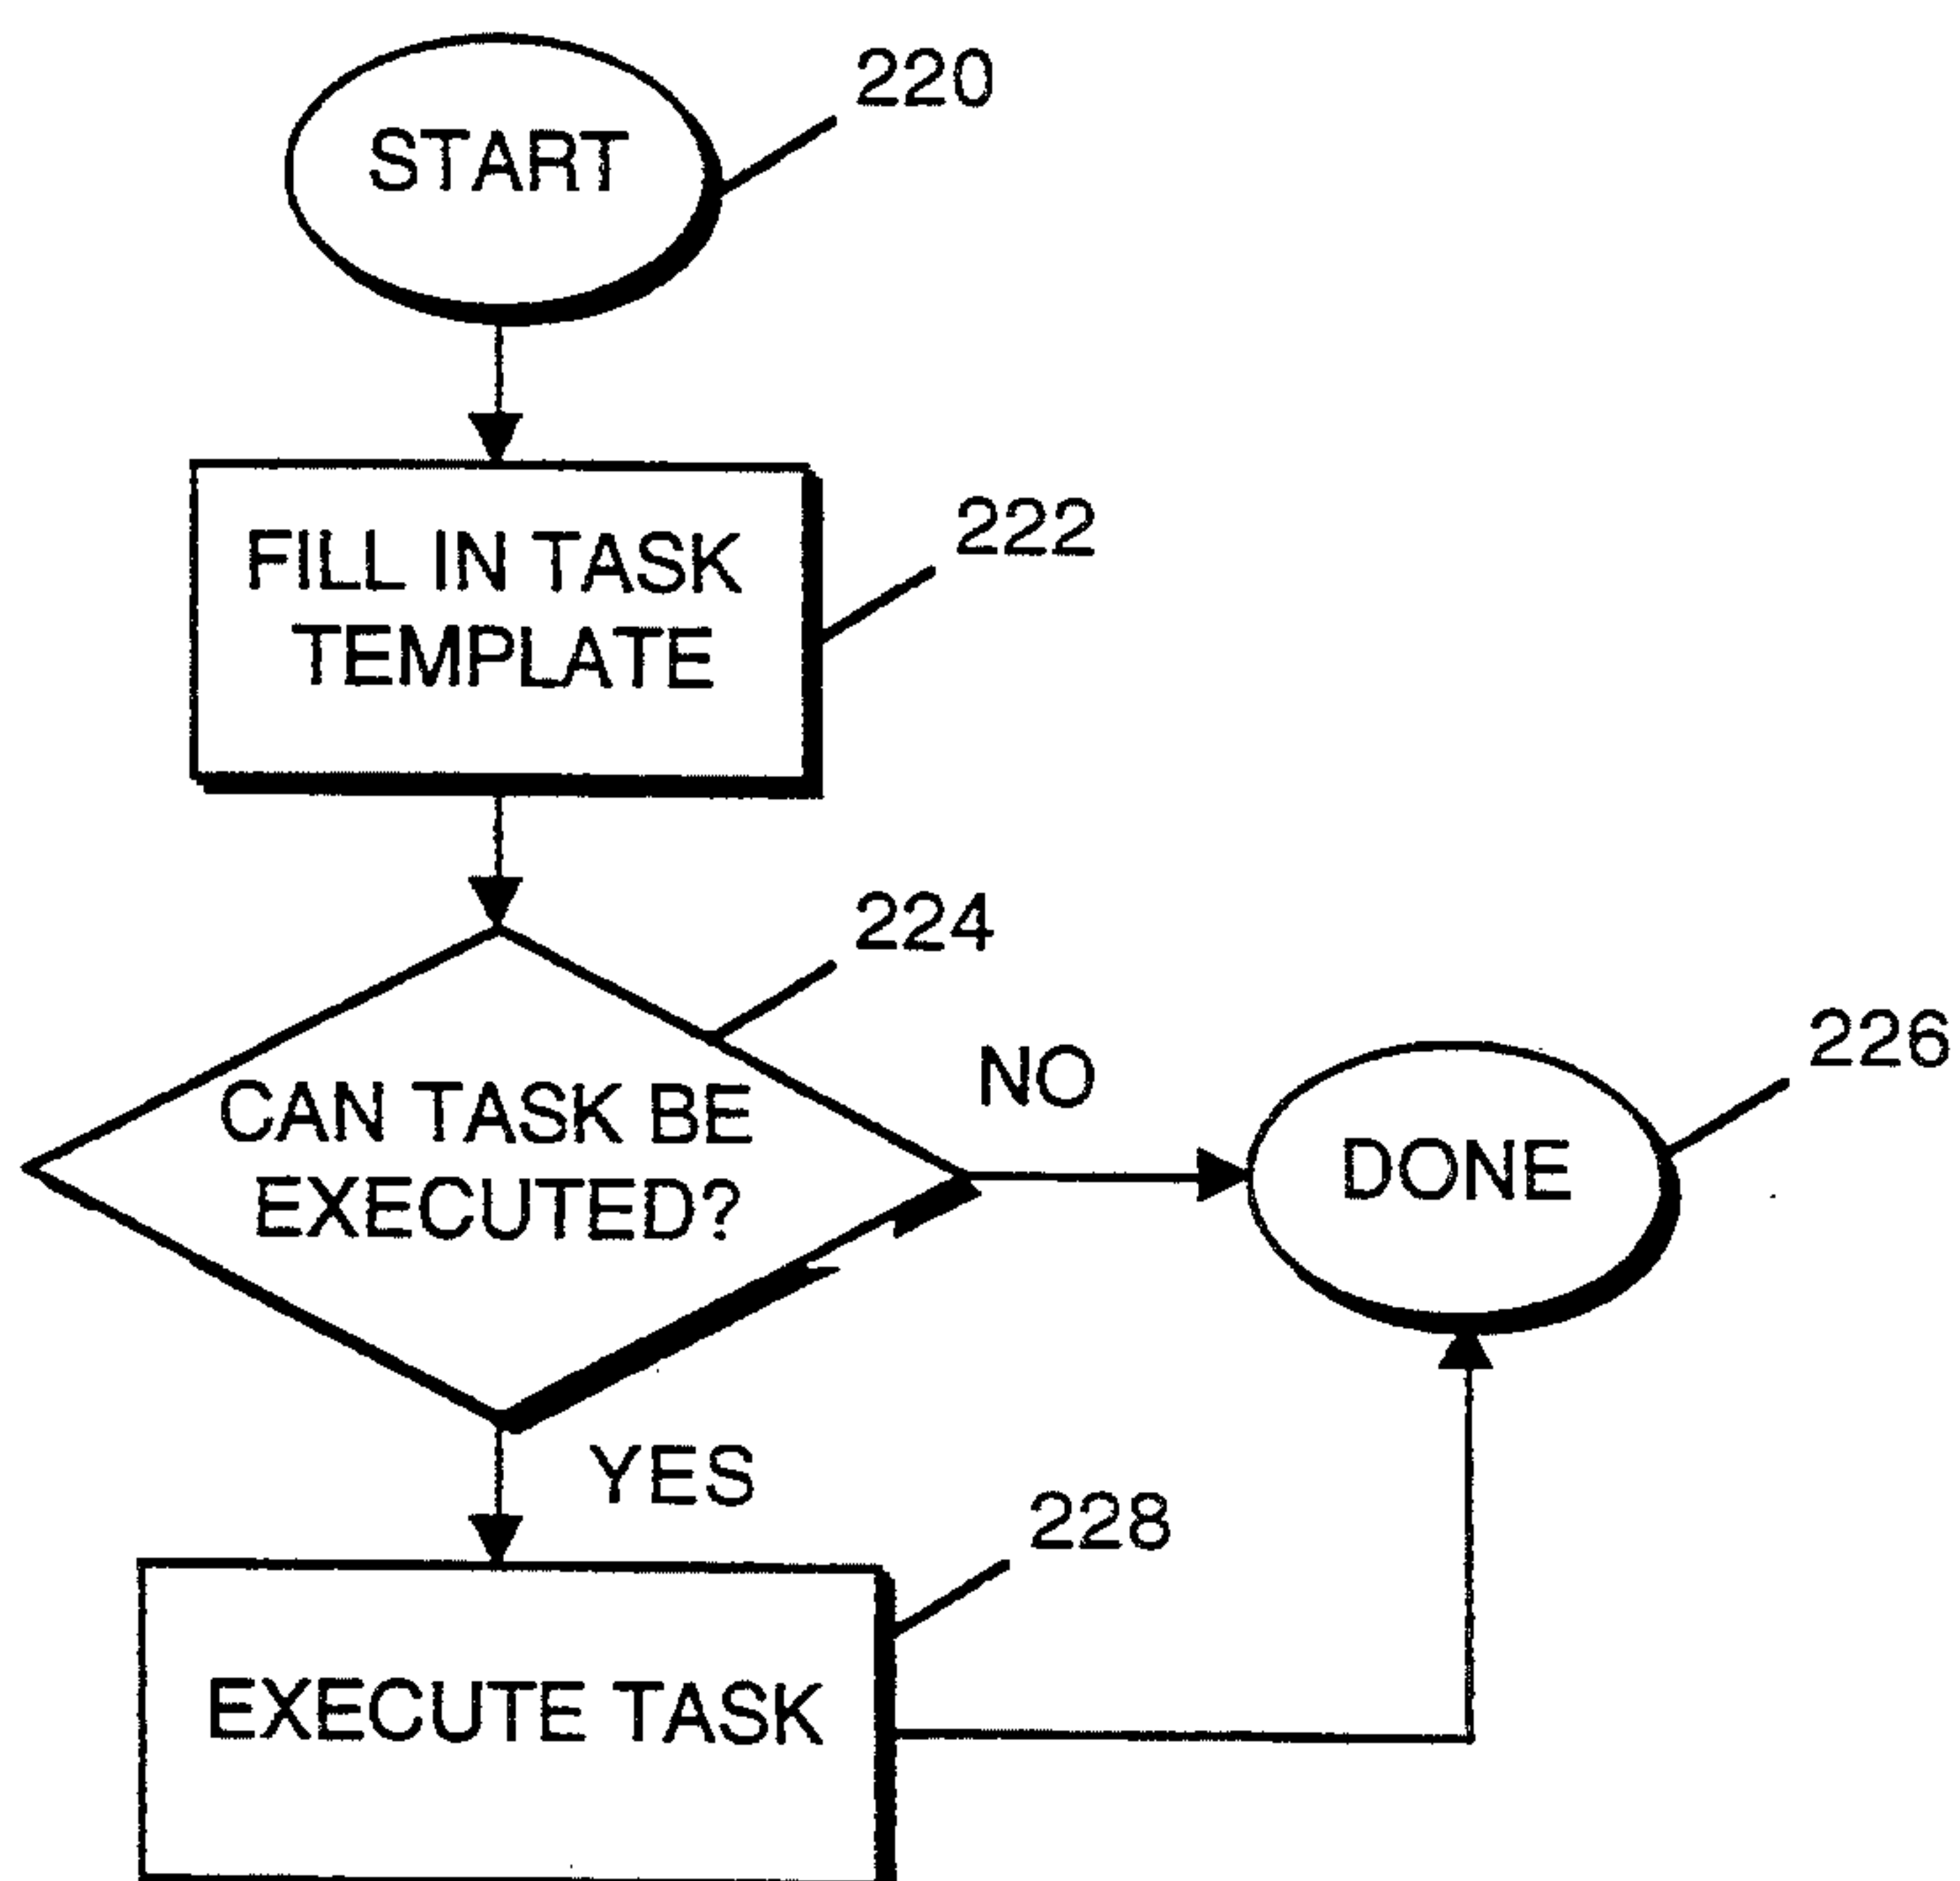 220
START
222
FILL IN TASK
TEMPLATE
224
NO
226
CAN TASK BE
EXECUTED?
DONE
YES
228
EXECUTE TASK